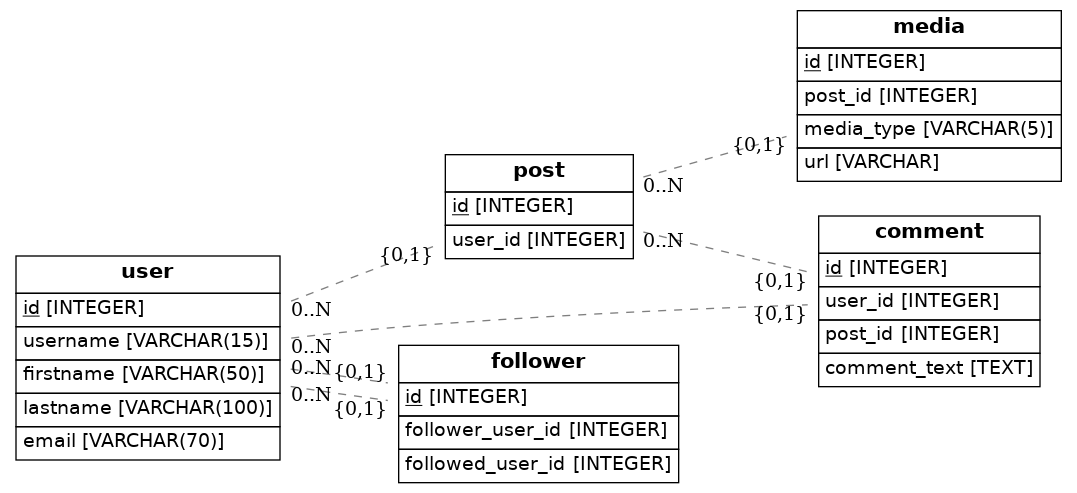 media
id [INTEGER]
post_id [INTEGER]
media_type [VARCHAR(5)]
url [VARCHAR]
{0,1}
0..N
post
id [INTEGER]
user_id [INTEGER]
0..N
{0,1}
comment
id [INTEGER]
user_id [INTEGER]
post_id [INTEGER]
comment_text [TEXT]
{0,1}
{0,1}
0..N
user
id [INTEGER]
username [VARCHAR(15)]
firstname [VARCHAR(50)]
lastname [VARCHAR(100)]
email [VARCHAR(70)]
0..N
0..N
{0,1}
0..N
{0,1}
follower
id [INTEGER]
follower_user_id [INTEGER]
followed_user_id [INTEGER]